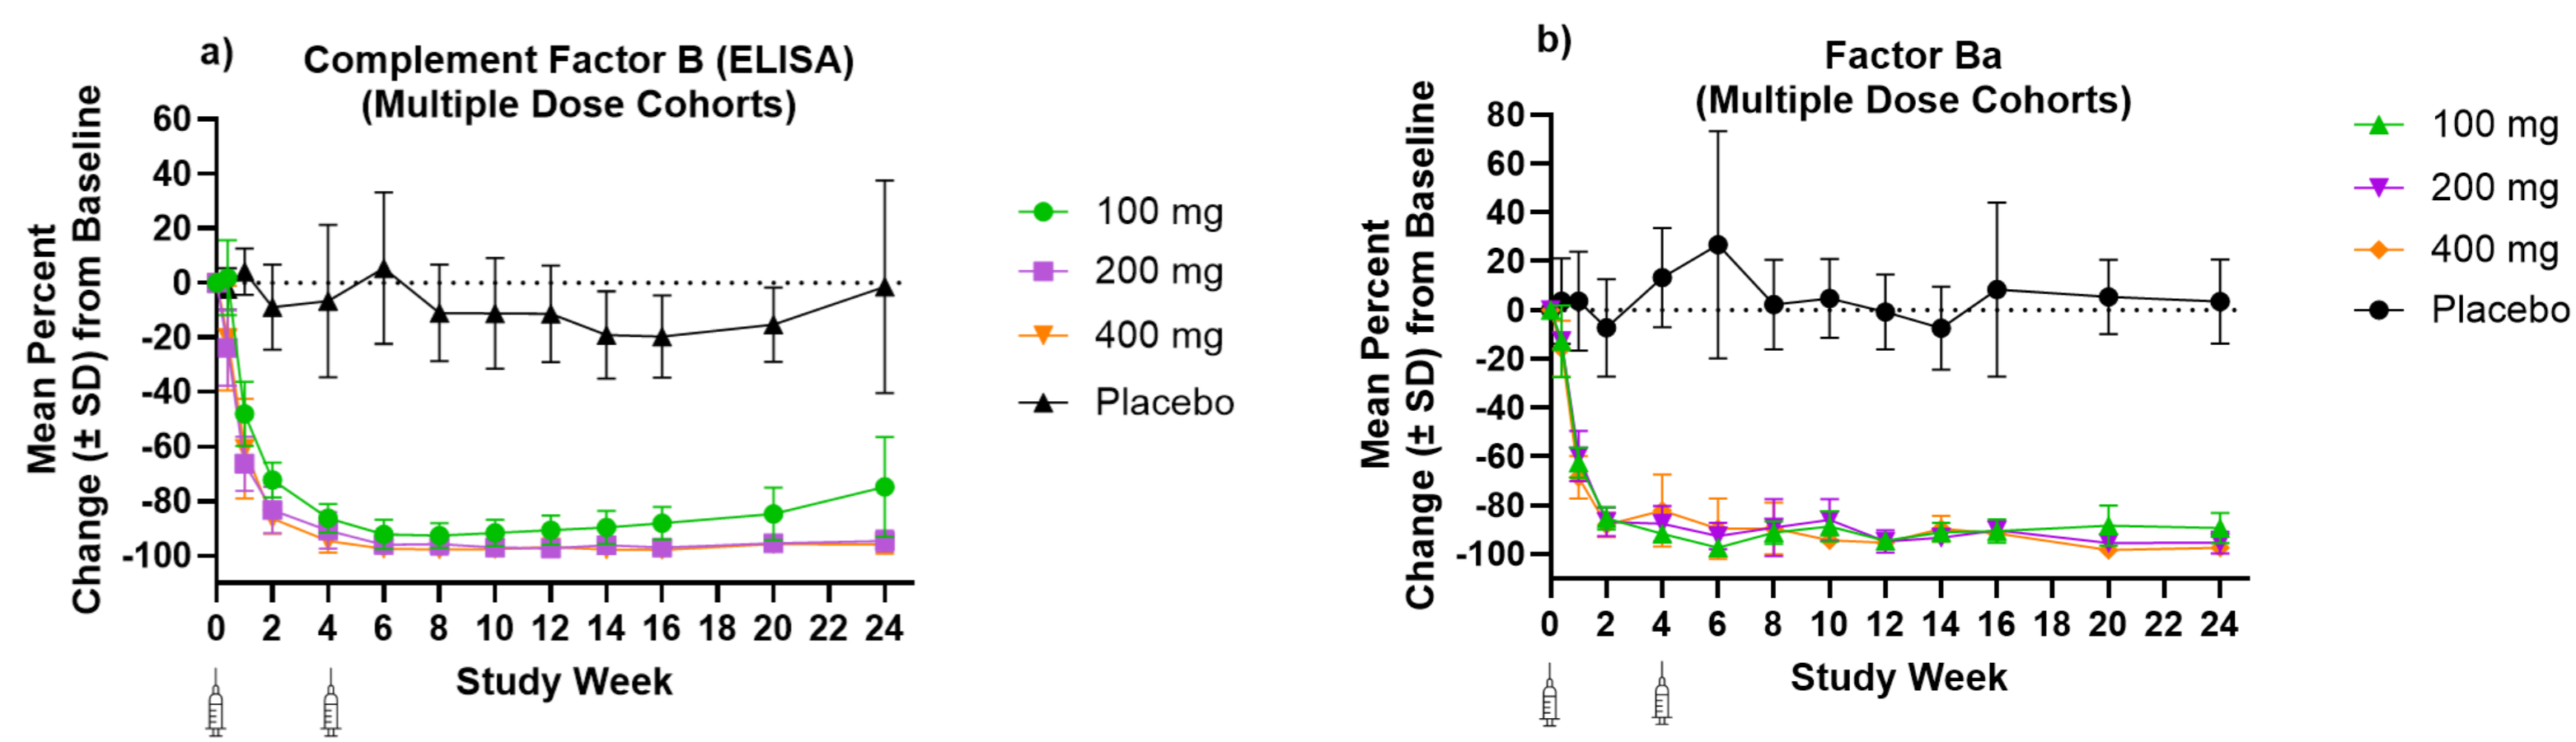 a)
Complement Factor B (ELISA)
(Multiple Dose Cohorts)
Mean Percent
Change (± SD) from Baseline
60
40
20
0
-20
-40
-60
-80
-100
0 2 4 6 8 10 12 14 16 18 20 22 24
Study Week
100 mg
200 mg
400 mg
Placebo
b)
Factor Ba
(Multiple Dose Cohorts)
Mean Percent
Change (± SD) from Baseline
80
60
40
20
0
-20
-40
-60
-80
-100
0 2 4 6 8 10 12 14 16 18 20 22 24
Study Week
100 mg
200 mg
400 mg
Placebo